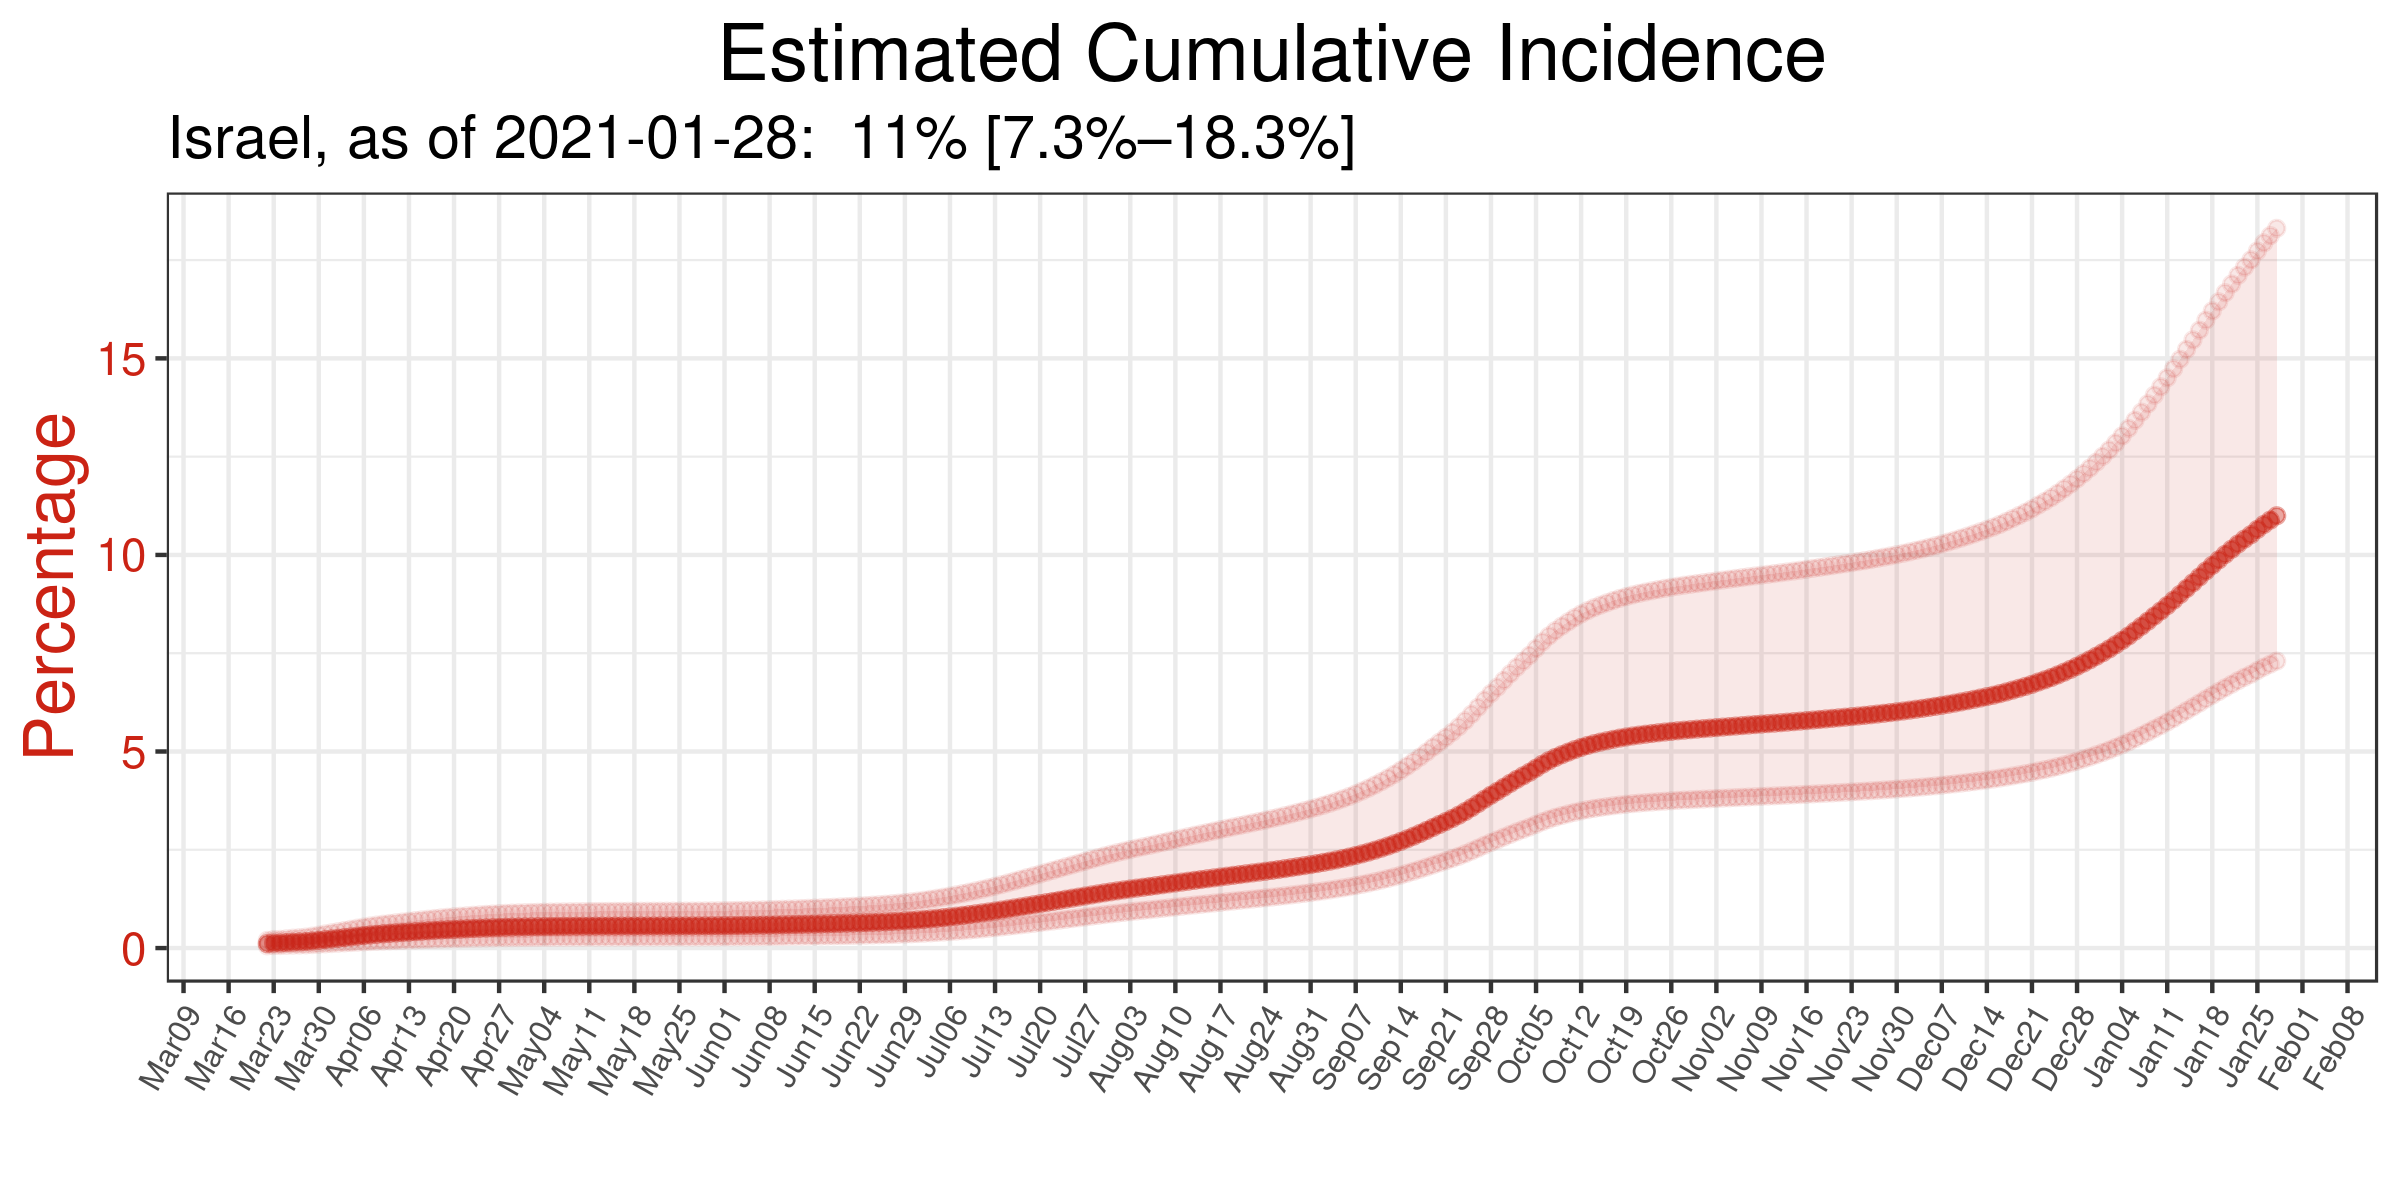 Estimated Cumulative Incidence
Israel, as of 2021-01-28:  11% [7.3%–18.3%]
Percentage
15
10
5
0
Mar09
Mar16
Mar23
Mar30
Apr06
Apr13
Apr20
Apr27
May04
May11
May18
May25
Jun01
Jun08
Jun15
Jun22
Jun29
Jul06
Jul13
Jul20
Jul27
Aug03
Aug10
Aug17
Aug24
Aug31
Sep07
Sep14
Sep21
Sep28
Oct05
Oct12
Oct19
Oct26
Nov02
Nov09
Nov16
Nov23
Nov30
Dec07
Dec14
Dec21
Dec28
Jan04
Jan11
Jan18
Jan25
Feb01
Feb08